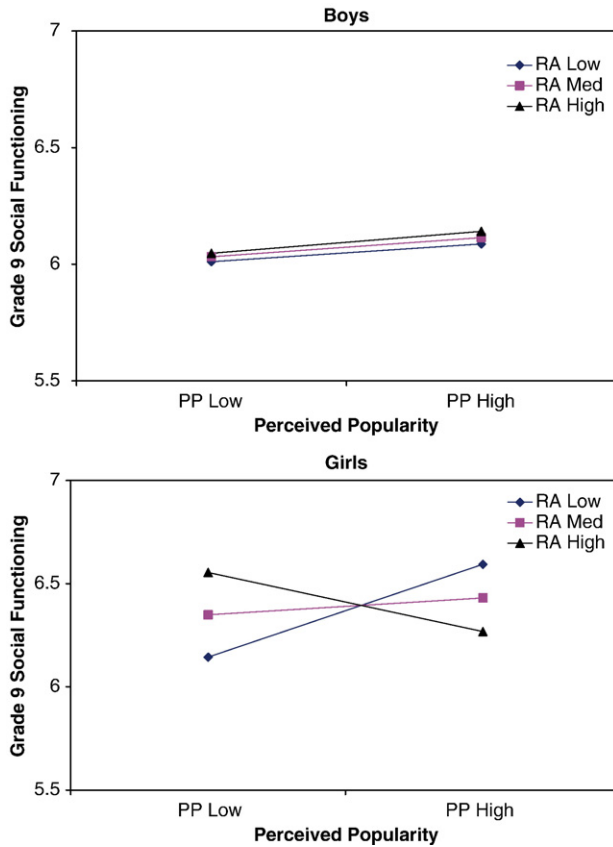 Boys
7
6.5
6
5.5
Grade 9 Social Functioning
RA Low
RA Med
RA High
PP Low PP High
Perceived Popularity
Girls
7
6.5
6
5.5
Grade 9 Social Functioning
RA Low
RA Med
RA High
PP Low PP High
Perceived Popularity